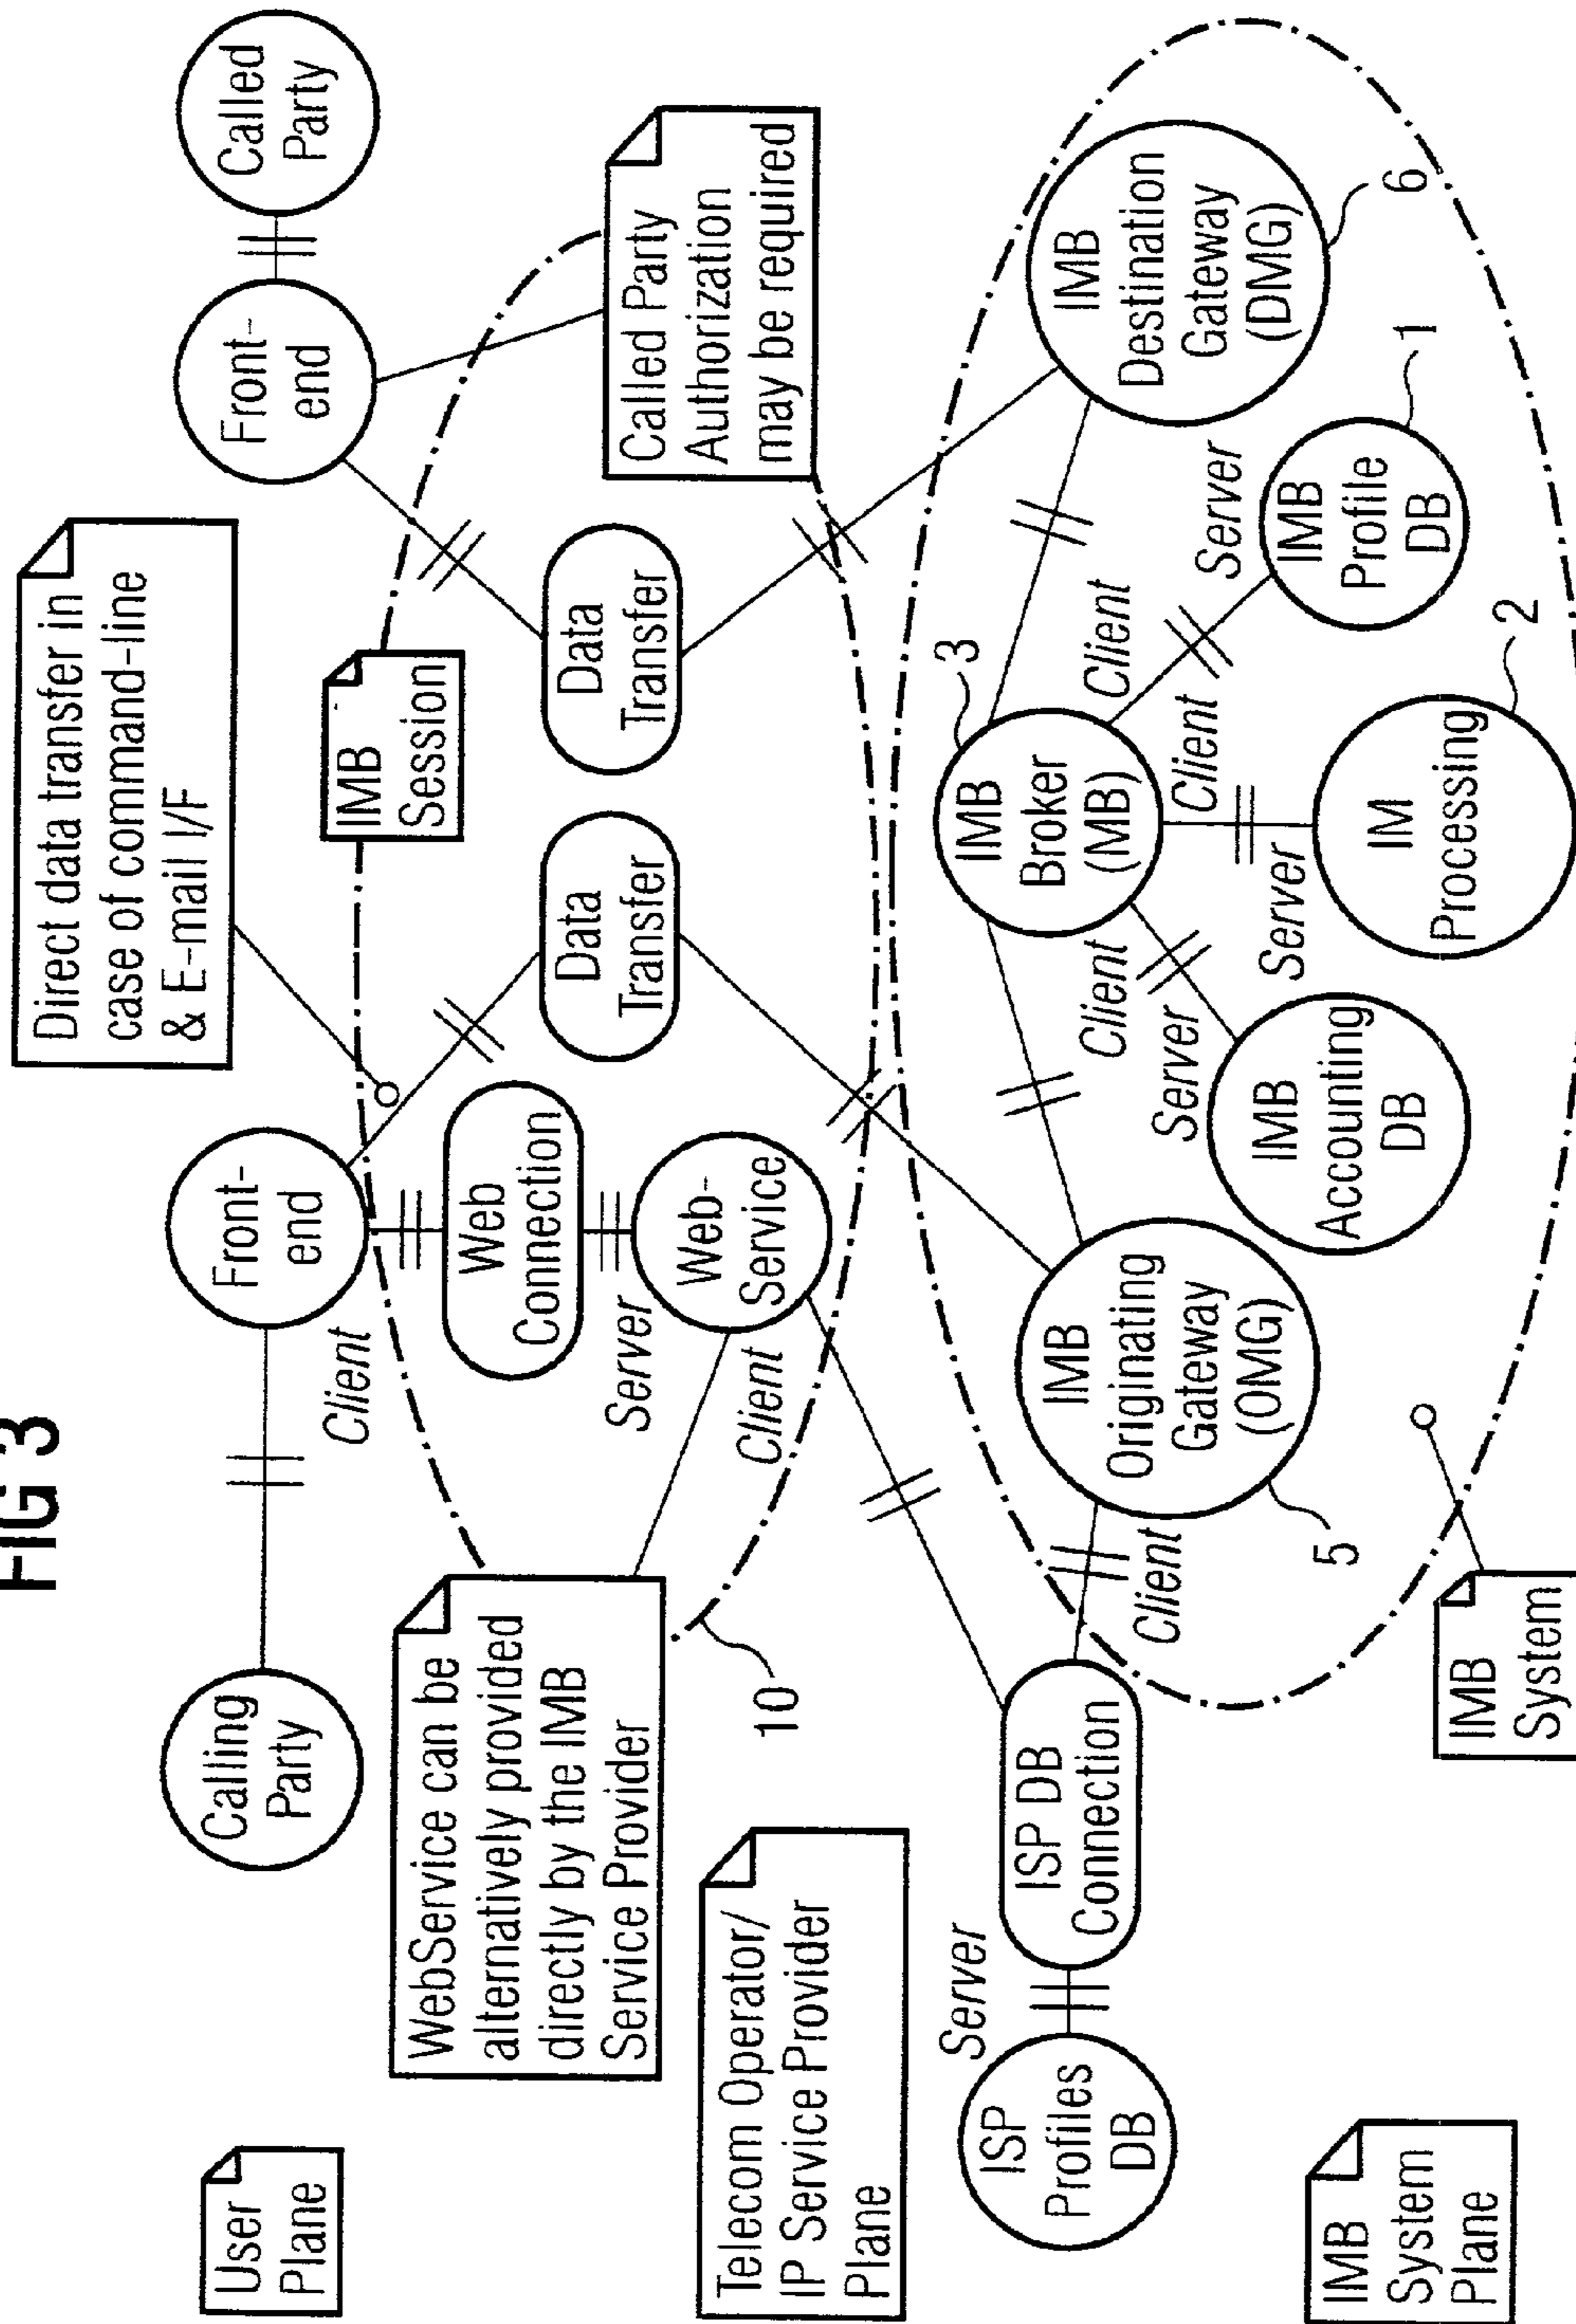 FIG 3
User
Plane
Calling
Party
Front-
end
Direct data transfer in
case of command-line
& E-mail I/F
Front-
end
Called
Party
Client
WebService can be
alternatively provided
directly by the IMB
Service Provider
Web
Connection
IMB
Session
Server
Web-
Service
Client
Data
Transfer
Data
Transfer
Called Party
Authorization
may be required
10
Telecom Operator/
IP Service Provider
Plane
Server
ISP
Profiles
DB
ISP DB
Connection
Client
IMB
Originating
Gateway
(OMG)
5
3
IMB
Broker
(MB)
Client
Server
Client
Server
Client
Server
IMB
Destination
Gateway
(DMG)
6
IMB
Accounting
DB
IM
Processing
2
IMB
Profile
DB
1
IMB
System
Plane
IMB
System